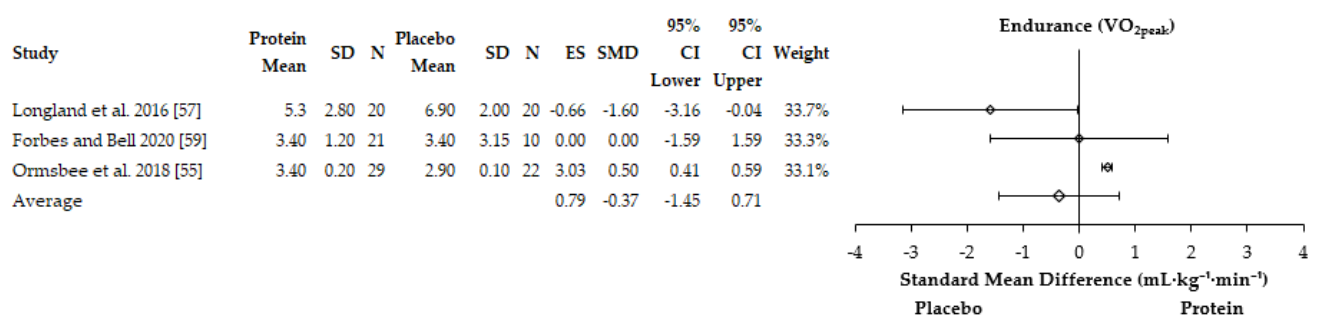 Study Protein Mean SD N Placebo Mean SD N ES SMD 95% CI Lower 95% CI Upper Weight
Longland et al. 2016 [57] 5.3 2.80 20 6.90 2.00 20 -0.66 -1.60 -3.16 -0.04 33.7%
Forbes and Bell 2020 [59] 3.40 1.20 21 3.40 3.15 10 0.00 0.00 -1.59 1.59 33.3%
Ormsbee et al. 2018 [55] 3.40 0.20 29 2.90 0.10 22 3.03 0.50 0.41 0.59 33.1%
Average 0.79 -0.37 -1.45 0.71
Endurance (VO₂peak)
-4 -3 -2 -1 0 1 2 3 4
Standard Mean Difference (mL·kg⁻¹·min⁻¹)
Placebo Protein